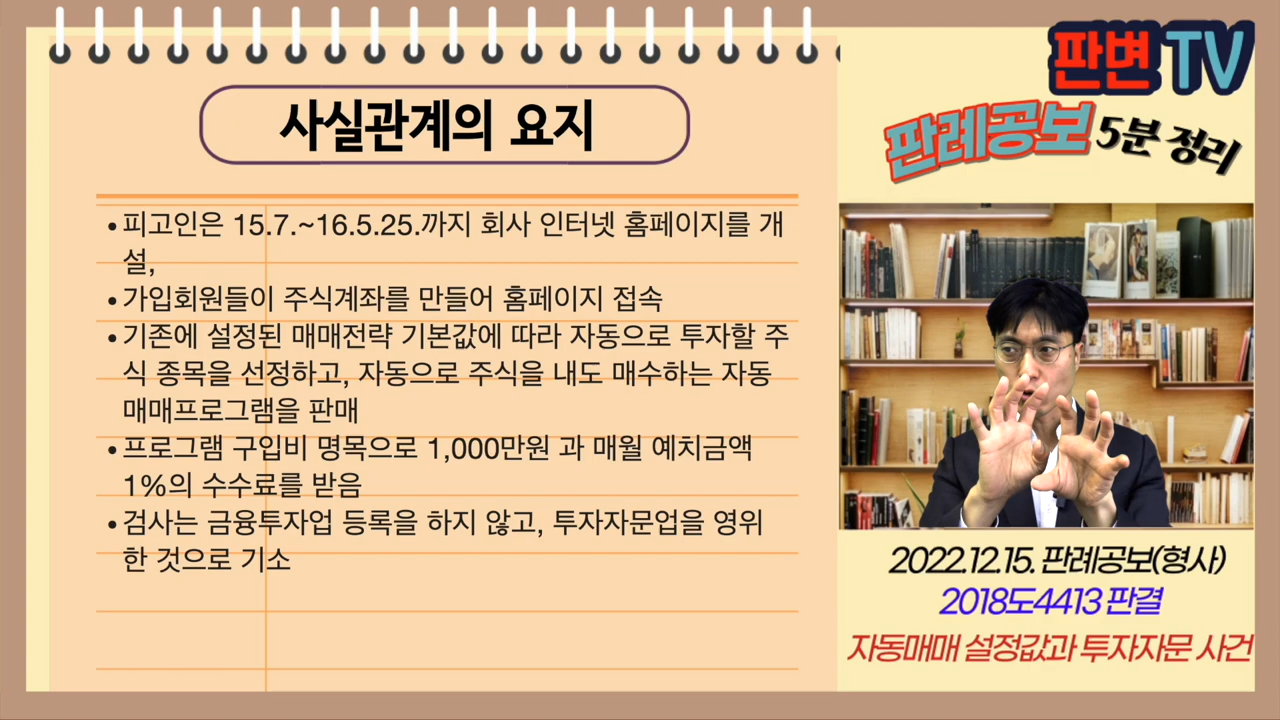 사실관계의 요지
•피고인은 15.7.~16.5.25.까지 회사 인터넷 홈페이지를 개
설,
•가입회원들이 주식계좌를 만들어 홈페이지 접속
•기존에 설정된 매매전략 기본값에 따라 자동으로 투자할 주
식 종목을 선정하고, 자동으로 주식을 내도 매수하는 자동
매매프로그램을 판매
•프로그램 구입비 명목으로 1,000만원 과 매월 예치금액
1%의 수수료를 받음
•검사는 금융투자업 등록을 하지 않고, 투자자문업을 영위
한 것으로 기소
판변 TV
판례공보 5분 정리
2022.12.15. 판례공보(형사)
2018도4413 판결
자동매매 설정값과 투자자문 사건